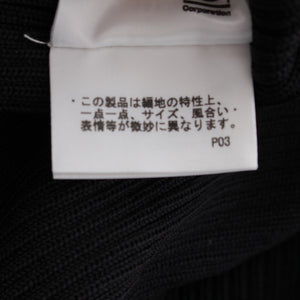 Corporation
・この製品は編地の特性上、
一点一点、サイズ、風合い、
表情等が微妙に異なります。
P03